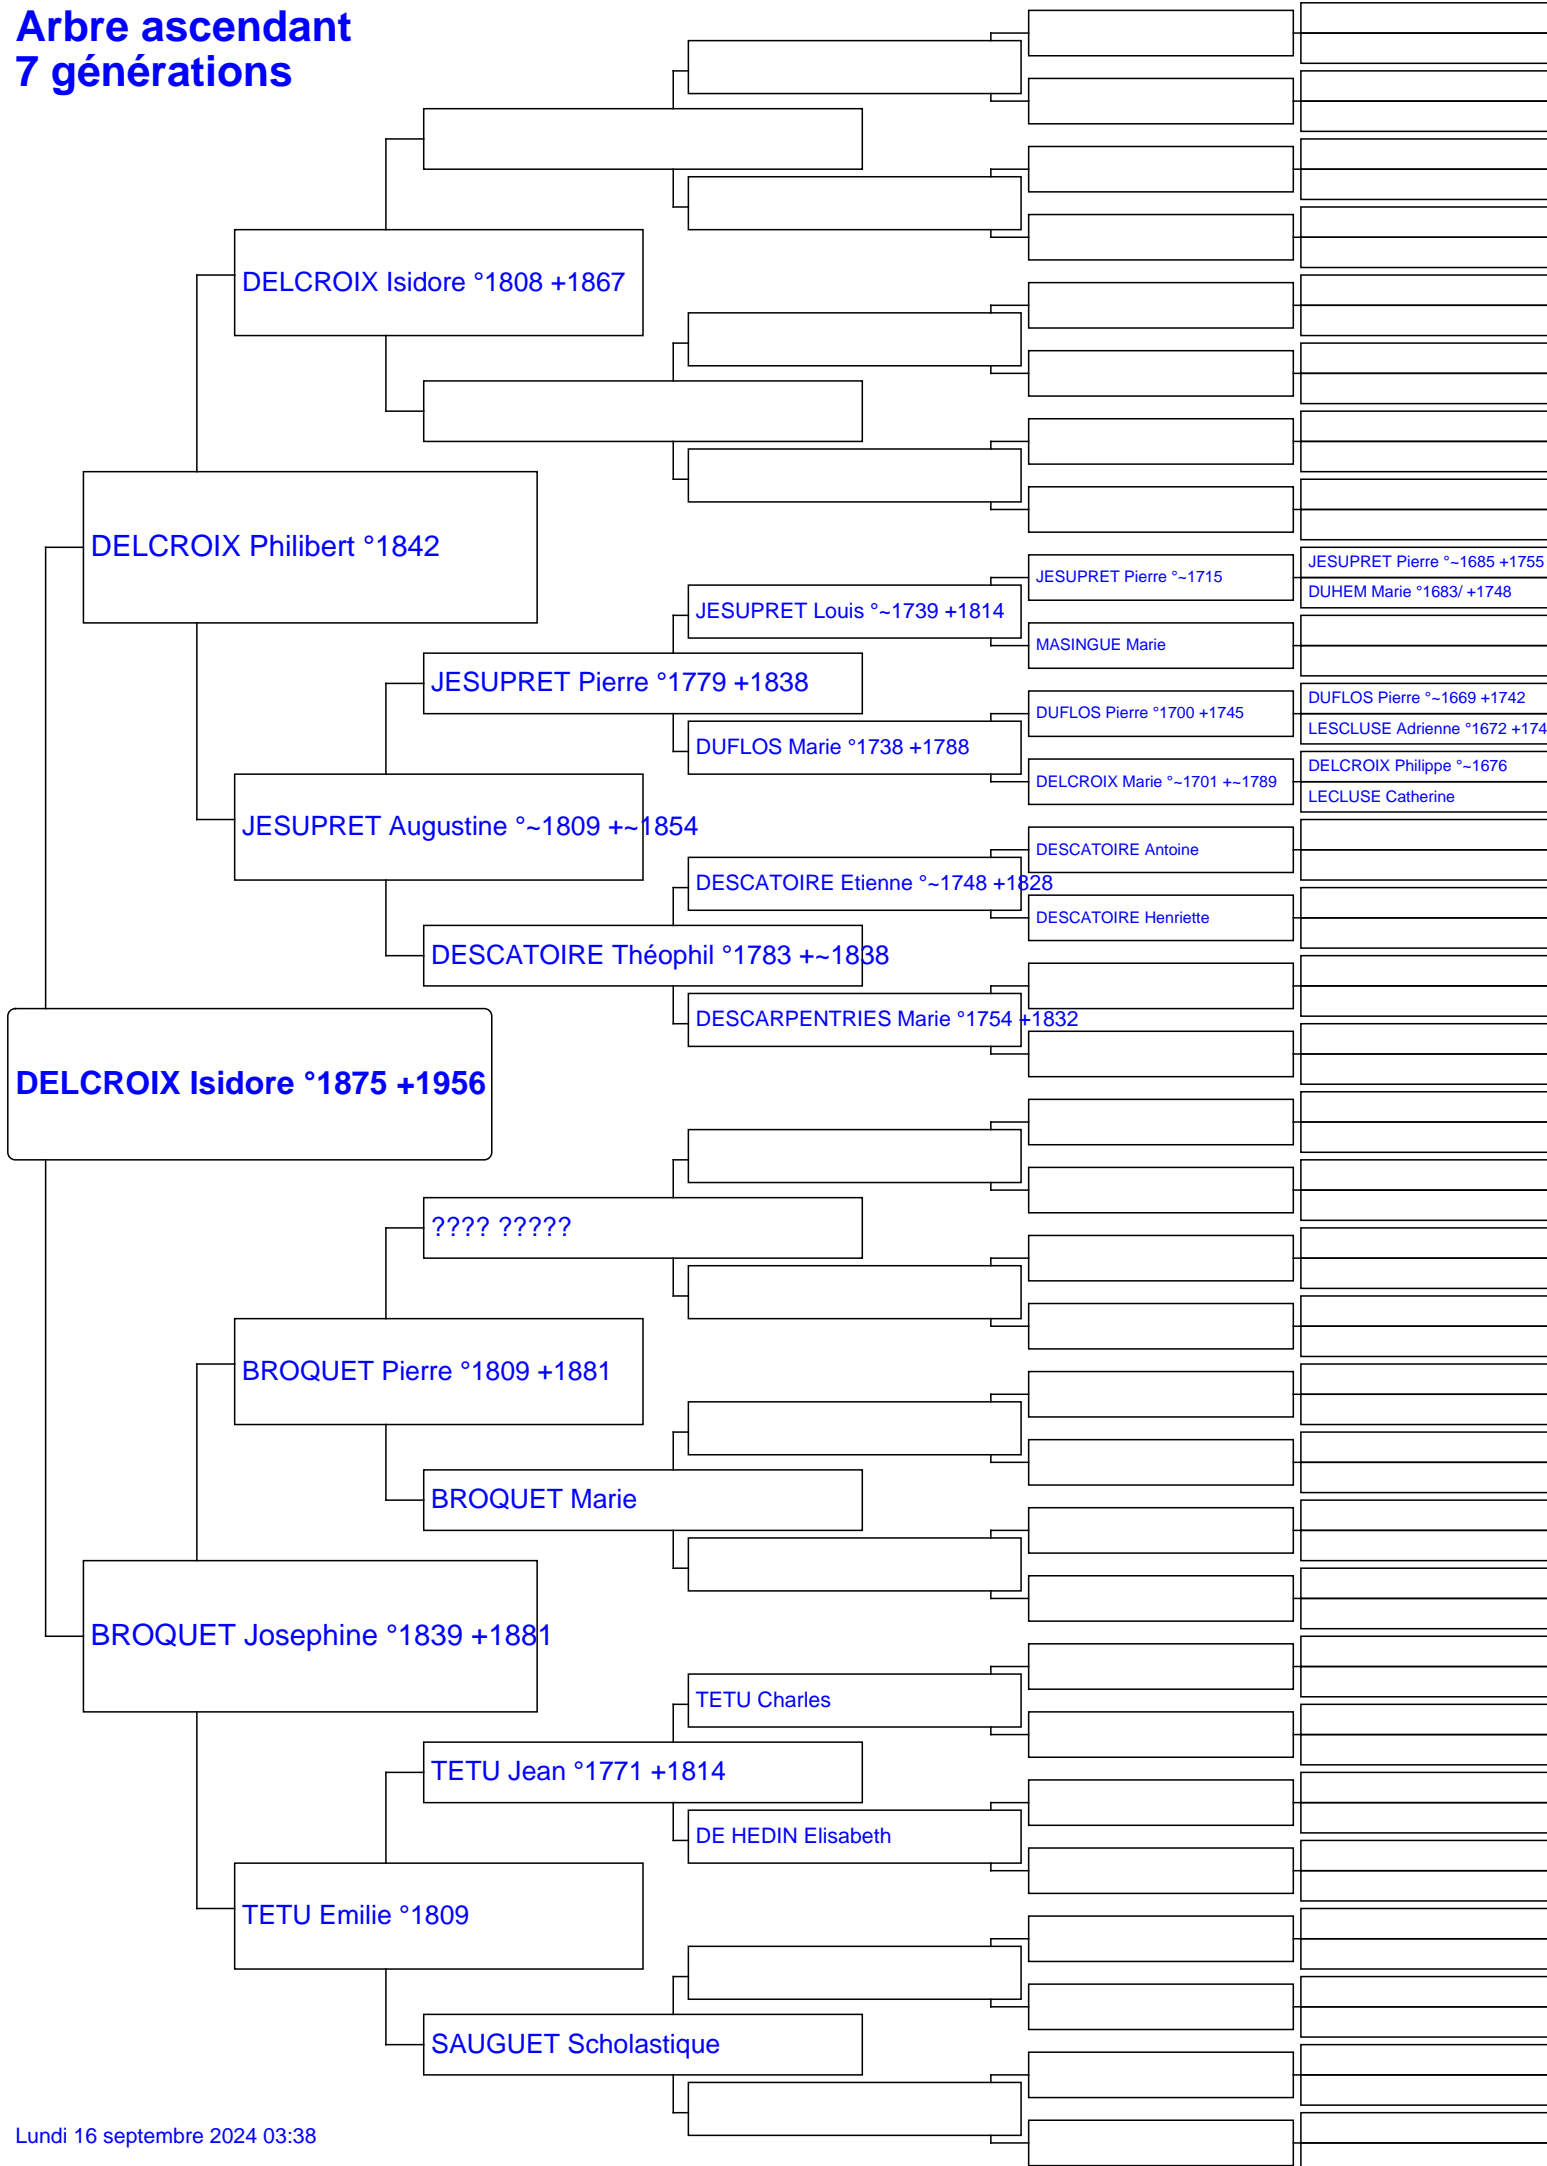 Arbre ascendant
7 générations
DELCROIX Isidore °1808 +1867
DELCROIX Philibert °1842
JESUPRET Pierre °~1685 +1755
JESUPRET Pierre °~1715
DUHEM Marie °1683/ +1748
JESUPRET Louis °~1739 +1814
MASINGUE Marie
JESUPRET Pierre °1779 +1838
DUFLOS Pierre °~1669 +1742
DUFLOS Pierre °1700 +1745
LESCLUSE Adrienne °1672 +174
DUFLOS Marie °1738 +1788
DELCROIX Philippe °~1676
DELCROIX Marie °~1701 +~1789
LECLUSE Catherine
JESUPRET Augustine °~1809 +~1854
DESCATOIRE Antoine
DESCATOIRE Etienne °~1748 +1828
DESCATOIRE Henriette
DESCATOIRE Théophil °1783 +~1838
DESCARPENTRIES Marie °1754 +1832
DELCROIX Isidore °1875 +1956
???? ?????
BROQUET Pierre °1809 +1881
BROQUET Marie
BROQUET Josephine °1839 +1881
TETU Charles
TETU Jean °1771 +1814
DE HEDIN Elisabeth
TETU Emilie °1809
SAUGUET Scholastique
Lundi 16 septembre 2024 03:38